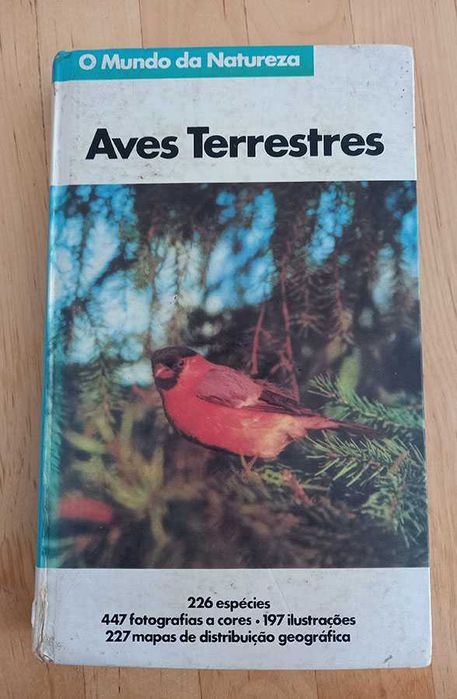 O Mundo da Natureza
Aves Terrestres
226 espécies
447 fotografias a cores • 197 ilustrações
227 mapas de distribuição geográfica